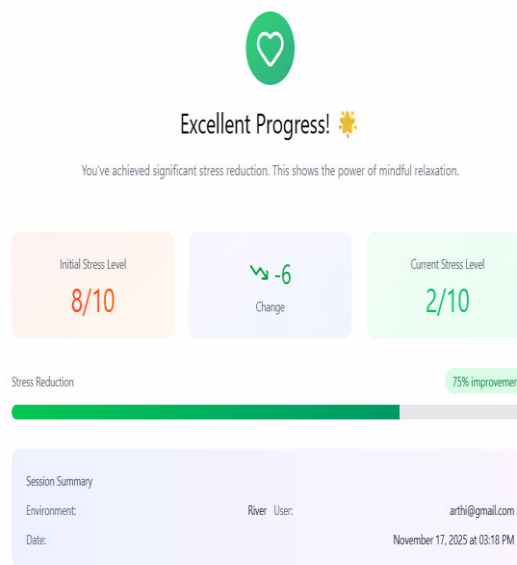 Excellent Progress! 🌟
You've achieved significant stress reduction. This shows the power of mindful relaxation.
Initial Stress Level
8/10
-6
Change
Current Stress Level
2/10
Stress Reduction
75% improvemen
Session Summary
Environment: River User: arthi@gmail.com
Date: November 17, 2025 at 03:18 PM